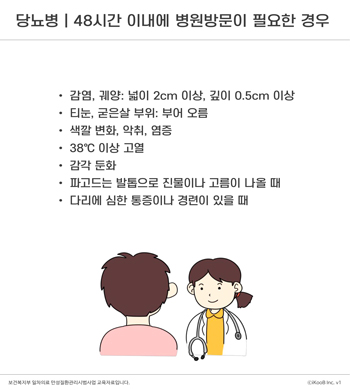 당뇨병 | 48시간 이내에 병원방문이 필요한 경우
• 감염, 궤양: 넓이 2cm 이상, 깊이 0.5cm 이상
• 티눈, 굳은살 부위: 부어 오름
• 색깔 변화, 악취, 염증
• 38℃ 이상 고열
• 감각 둔화
• 파고드는 발톱으로 진물이나 고름이 나올 때
• 다리에 심한 통증이나 경련이 있을 때
보건복지부 일차의료 만성질환관리시범사업 교육자료입니다.
ⓒiKooB Inc. v1